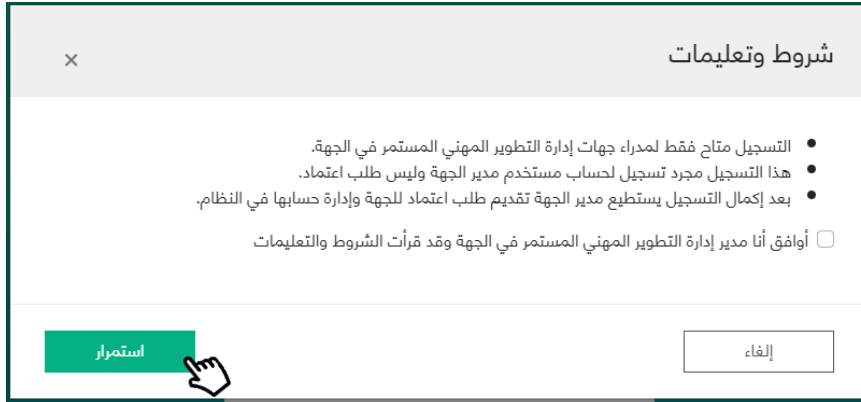 شروط وتعليمات
×
التسجيل متاح فقط لمدراء جهات إدارة التطوير المهني المستمر في الجهة.
هذا التسجيل مجرد تسجيل لحساب مستخدم مدير الجهة وليس طلب اعتماد.
بعد إكمال التسجيل يستطيع مدير الجهة تقديم طلب اعتماد للجهة وإدارة حسابها في النظام.
أوافق أنا مدير إدارة التطوير المهني المستمر في الجهة وقد قرأت الشروط والتعليمات
إلغاء
استمرار